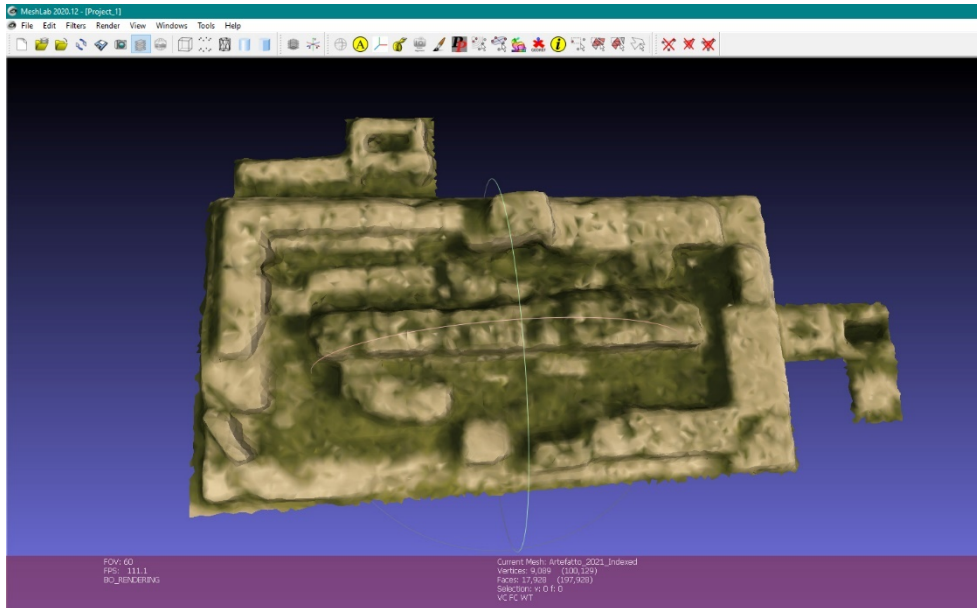 MeshLab 2020.12 - [Project_1]
File Edit Filters Render View Windows Tools Help
FOV: 60
FPS: 111.1
BO_RENDERING
Current Mesh: Artefatto_2021_Indexed
Vertices: 9,089 (100,129)
Faces: 17,928 (197,928)
Selection: v: 0 f: 0
VC FC WT